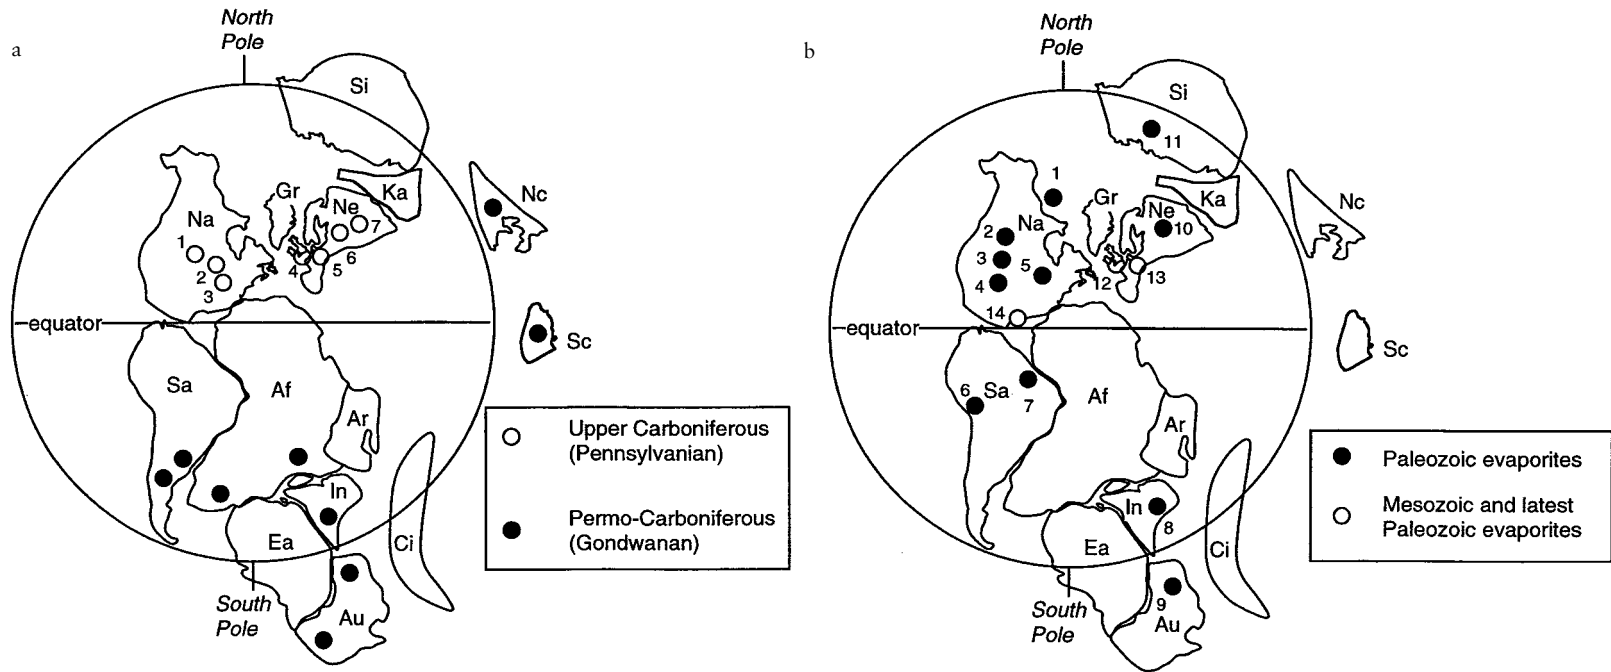 a
North
Pole
Si
Gr
Ka
Nc
Na
Ne
7
1
2
3
4
5
6
equator
Sc
Sa
Af
Ar
In
Ea
Ci
South
Pole
Au
Upper Carboniferous
(Pennsylvanian)
Permo-Carboniferous
(Gondwanan)
b
North
Pole
Si
11
1
Gr
Ka
Nc
Na
Ne
10
2
3
4
5
12
13
14
equator
Sc
6
Sa
7
Af
Ar
In
8
Ea
Ci
South
Pole
9
Au
Paleozoic evaporites
Mesozoic and latest
Paleozoic evaporites